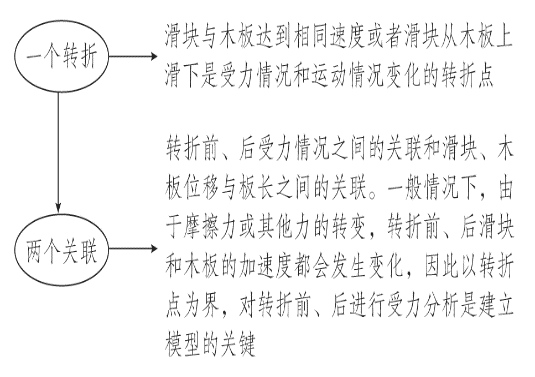 一个转折
滑块与木板达到相同速度或者滑块从木板上
滑下是受力情况和运动情况变化的转折点
两个关联
转折前、后受力情况之间的关联和滑块、木
板位移与板长之间的关联。一般情况下，由
于摩擦力或其他力的转变，转折前、后滑块
和木板的加速度都会发生变化，因此以转折
点为界，对转折前、后进行受力分析是建立
模型的关键